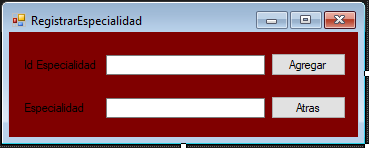 RegistrarEspecialidad
Id Especialidad Agregar
Especialidad Atras